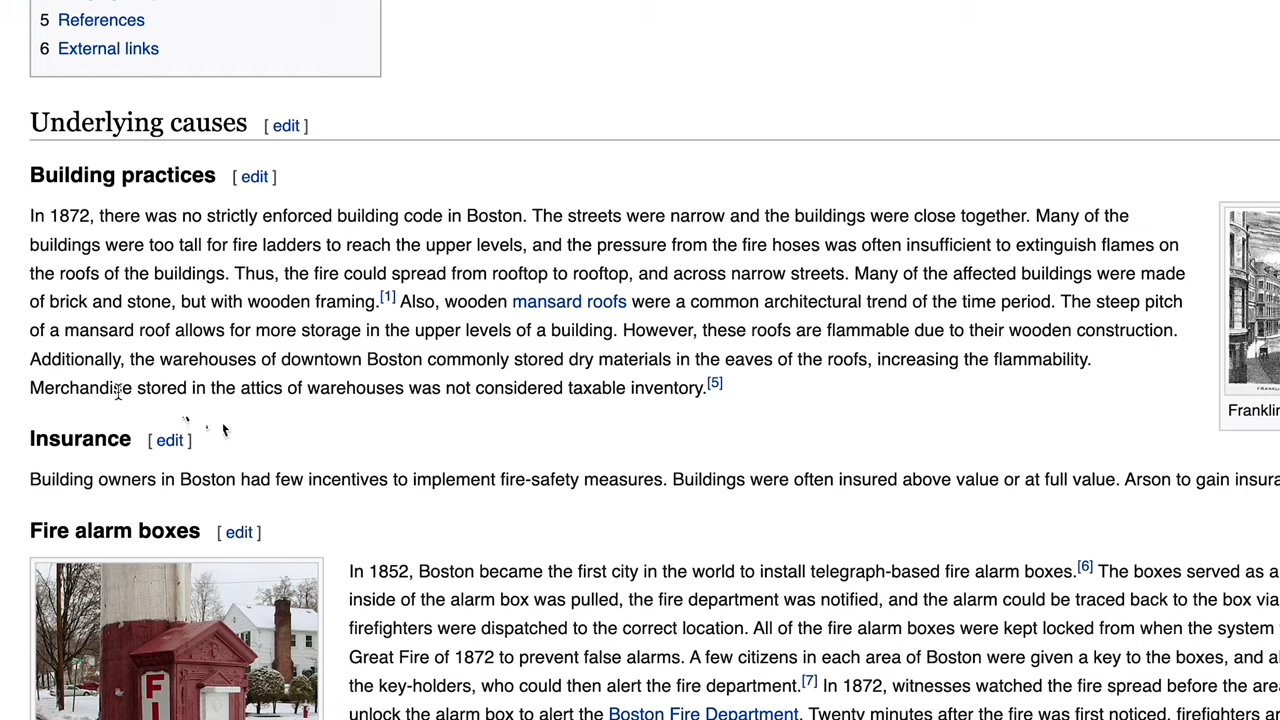 5 References
6 External links
Underlying causes [ edit ]
Building practices [ edit ]
In 1872, there was no strictly enforced building code in Boston. The streets were narrow and the buildings were close together. Many of the
buildings were too tall for fire ladders to reach the upper levels, and the pressure from the fire hoses was often insufficient to extinguish flames on
the roofs of the buildings. Thus, the fire could spread from rooftop to rooftop, and across narrow streets. Many of the affected buildings were made
of brick and stone, but with wooden framing.[1] Also, wooden mansard roofs were a common architectural trend of the time period. The steep pitch
of a mansard roof allows for more storage in the upper levels of a building. However, these roofs are flammable due to their wooden construction.
Additionally, the warehouses of downtown Boston commonly stored dry materials in the eaves of the roofs, increasing the flammability.
Merchandise stored in the attics of warehouses was not considered taxable inventory.[5]
Franklin
Insurance [ edit ]
Building owners in Boston had few incentives to implement fire-safety measures. Buildings were often insured above value or at full value. Arson to gain insura
Fire alarm boxes [ edit ]
In 1852, Boston became the first city in the world to install telegraph-based fire alarm boxes.[6] The boxes served as a
inside of the alarm box was pulled, the fire department was notified, and the alarm could be traced back to the box via
firefighters were dispatched to the correct location. All of the fire alarm boxes were kept locked from when the system
Great Fire of 1872 to prevent false alarms. A few citizens in each area of Boston were given a key to the boxes, and al
the key-holders, who could then alert the fire department.[7] In 1872, witnesses watched the fire spread before the are
unlock the alarm box to alert the Boston Fire Department. Twenty minutes after the fire was first noticed, firefighters ar
FI